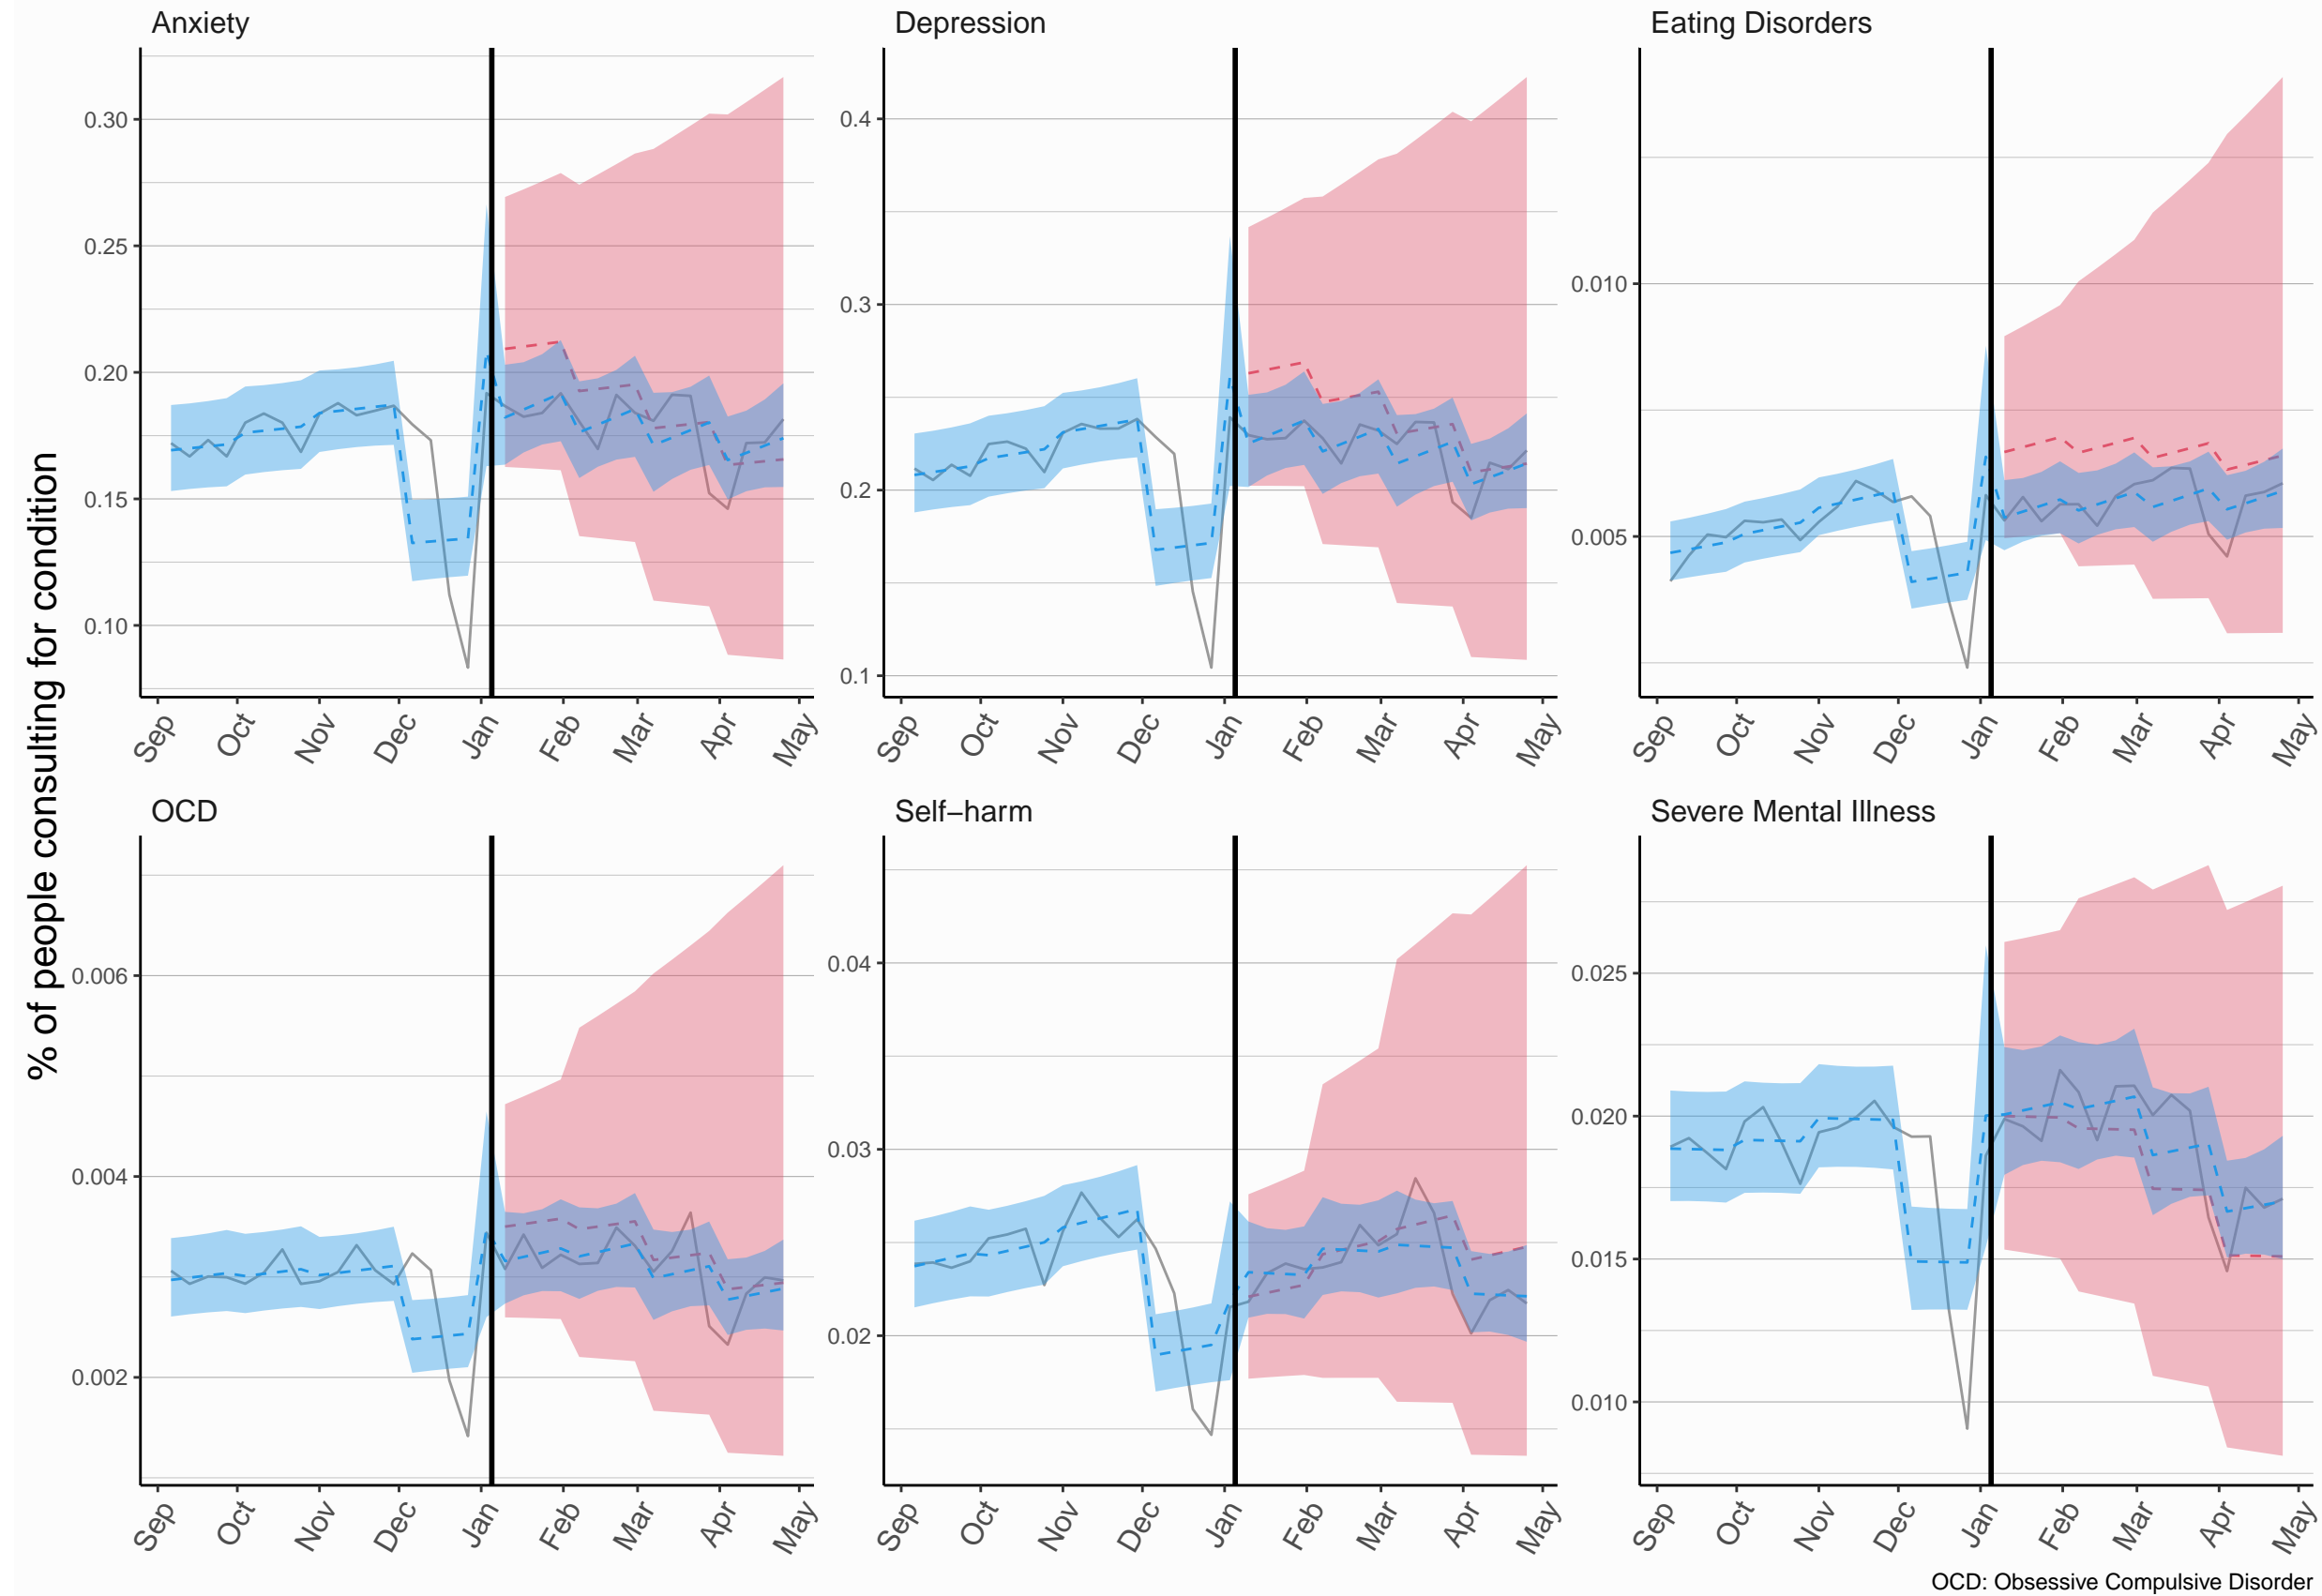 % of people consulting for condition
Anxiety
0.30
0.25
0.20
0.15
0.10
Sep Oct Nov Dec Jan Feb Mar Apr May
Depression
0.4
0.3
0.2
0.1
Sep Oct Nov Dec Jan Feb Mar Apr May
Eating Disorders
0.010
0.005
Sep Oct Nov Dec Jan Feb Mar Apr May
OCD
0.006
0.004
0.002
Sep Oct Nov Dec Jan Feb Mar Apr May
Self−harm
0.04
0.03
0.02
Sep Oct Nov Dec Jan Feb Mar Apr May
Severe Mental Illness
0.025
0.020
0.015
0.010
Sep Oct Nov Dec Jan Feb Mar Apr May
OCD: Obsessive Compulsive Disorder